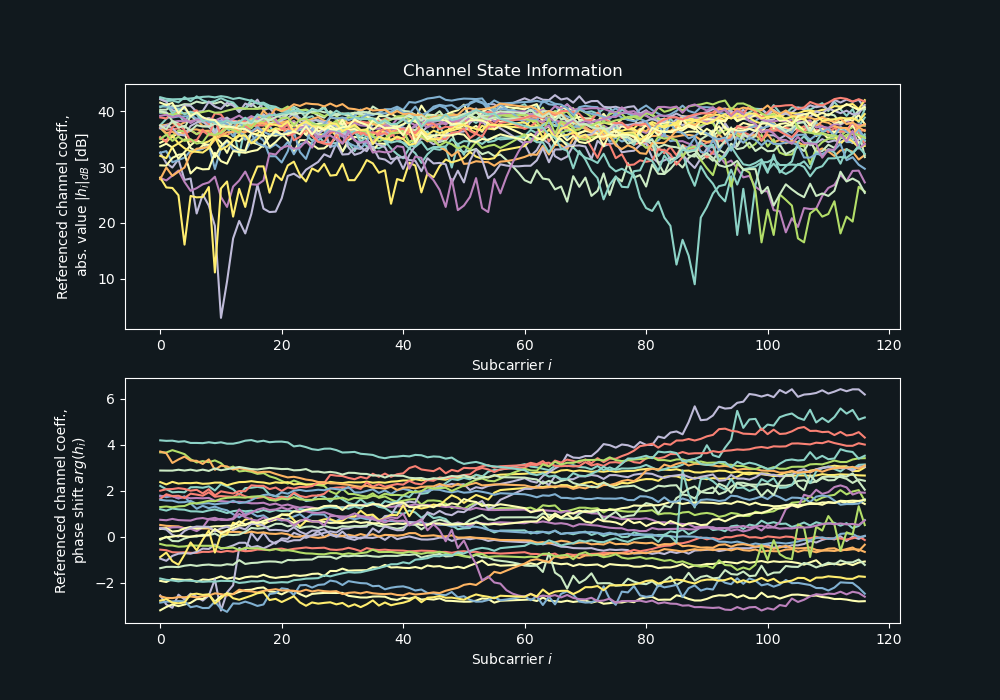 Channel State Information
Referenced channel coeff.,
abs. value |h_i|_dB [dB]
40
30
20
10
0 20 40 60 80 100 120
Subcarrier i
Referenced channel coeff.,
phase shift arg(h_i)
6
4
2
0
−2
0 20 40 60 80 100 120
Subcarrier i